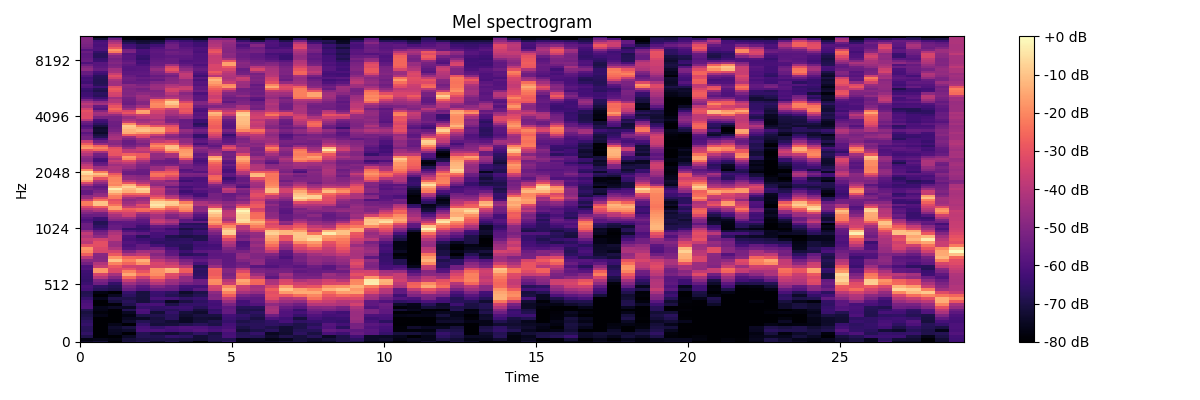 Mel spectrogram
Hz
8192
4096
2048
1024
512
0
0 5 10 15 20 25
Time
+0 dB
-10 dB
-20 dB
-30 dB
-40 dB
-50 dB
-60 dB
-70 dB
-80 dB